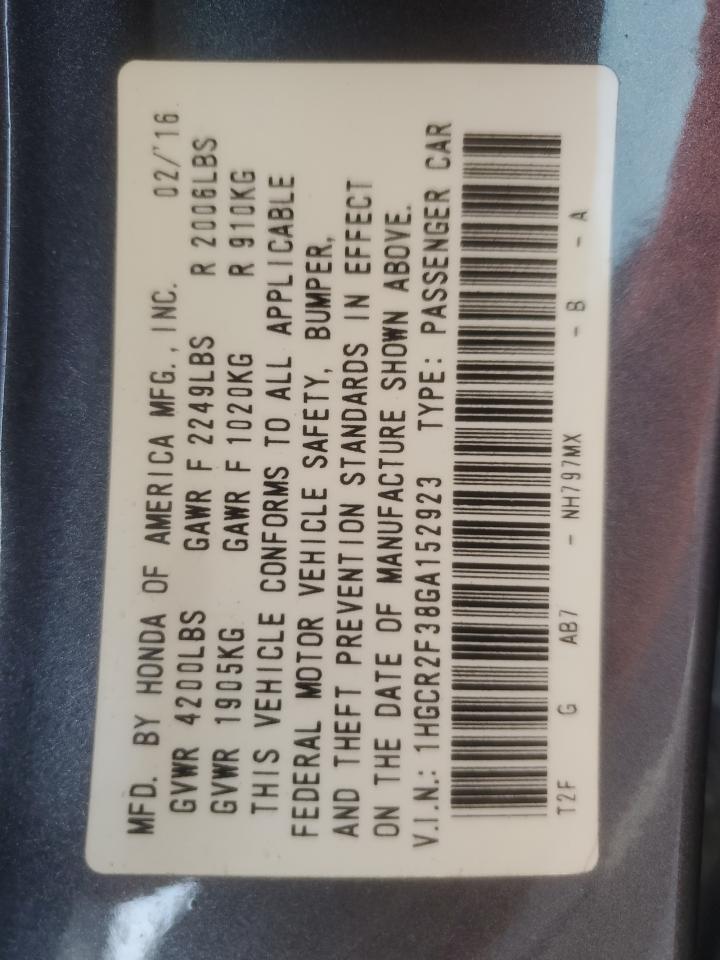 MFD. BY HONDA OF AMERICA MFG., INC. 02/'16
GVWR 4200LBS GAWR F 2249LBS R 2006LBS
GVWR 1905KG GAWR F 1020KG R 910KG
THIS VEHICLE CONFORMS TO ALL APPLICABLE
FEDERAL MOTOR VEHICLE SAFETY, BUMPER,
AND THEFT PREVENTION STANDARDS IN EFFECT
ON THE DATE OF MANUFACTURE SHOWN ABOVE.
V.I.N.: 1HGCR2F38GA152923 TYPE: PASSENGER CAR
T2F G AB7 - NH797MX - B - A